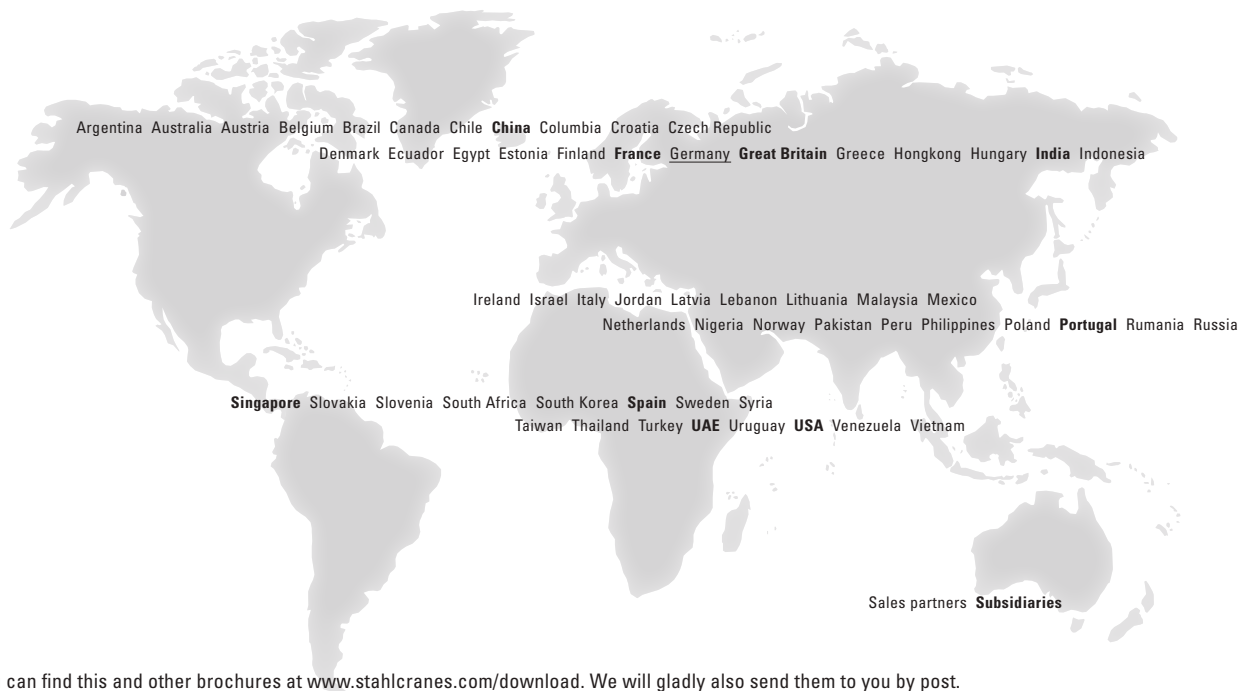 Argentina Australia Austria Belgium Brazil Canada Chile China Columbia Croatia Czech Republic
Denmark Ecuador Egypt Estonia Finland France Germany Great Britain Greece Hongkong Hungary India Indonesia
Ireland Israel Italy Jordan Latvia Lebanon Lithuania Malaysia Mexico
Netherlands Nigeria Norway Pakistan Peru Philippines Poland Portugal Rumania Russia
Singapore Slovakia Slovenia South Africa South Korea Spain Sweden Syria
Taiwan Thailand Turkey UAE Uruguay USA Venezuela Vietnam
Sales partners Subsidiaries
can find this and other brochures at www.stahlcranes.com/download. We will gladly also send them to you by post.